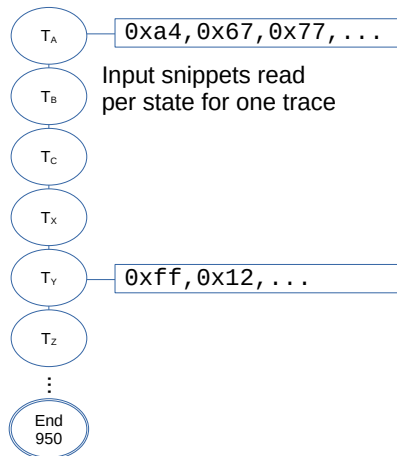 T_A 0xa4,0x67,0x77,...
Input snippets read
per state for one trace
T_B
T_C
T_X
T_Y 0xff,0x12,...
T_Z
...
End
950